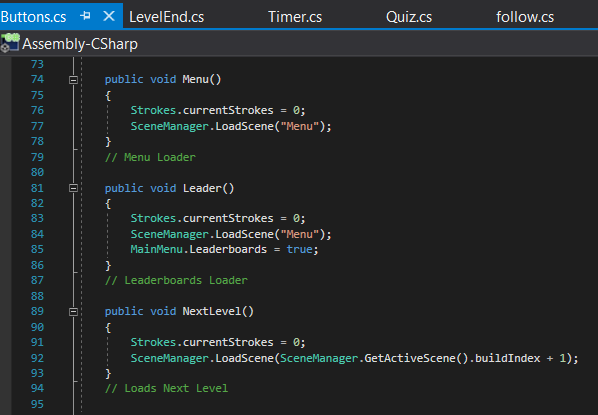 Buttons.cs LevelEnd.cs Timer.cs Quiz.cs follow.cs
Assembly-CSharp
73
74 public void Menu()
75 {
76 Strokes.currentStrokes = 0;
77 SceneManager.LoadScene("Menu");
78 }
79 // Menu Loader
80
81 public void Leader()
82 {
83 Strokes.currentStrokes = 0;
84 SceneManager.LoadScene("Menu");
85 MainMenu.Leaderboards = true;
86 }
87 // Leaderboards Loader
88
89 public void NextLevel()
90 {
91 Strokes.currentStrokes = 0;
92 SceneManager.LoadScene(SceneManager.GetActiveScene().buildIndex + 1);
93 }
94 // Loads Next Level
95